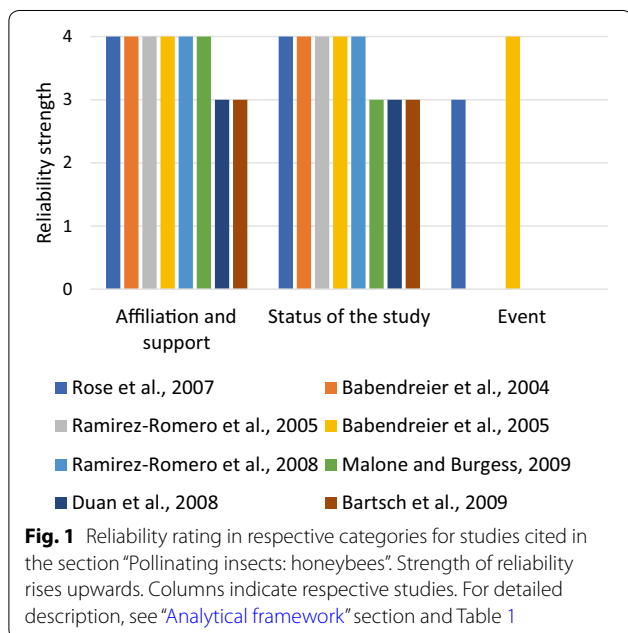 4
3
2
1
0
Reliability strength
Affiliation and support
Status of the study
Event
Rose et al., 2007
Babendreier et al., 2004
Ramirez-Romero et al., 2005
Babendreier et al., 2005
Ramirez-Romero et al., 2008
Malone and Burgess, 2009
Duan et al., 2008
Bartsch et al., 2009
Fig. 1 Reliability rating in respective categories for studies cited in
the section "Pollinating insects: honeybees". Strength of reliability
rises upwards. Columns indicate respective studies. For detailed
description, see "Analytical framework" section and Table 1